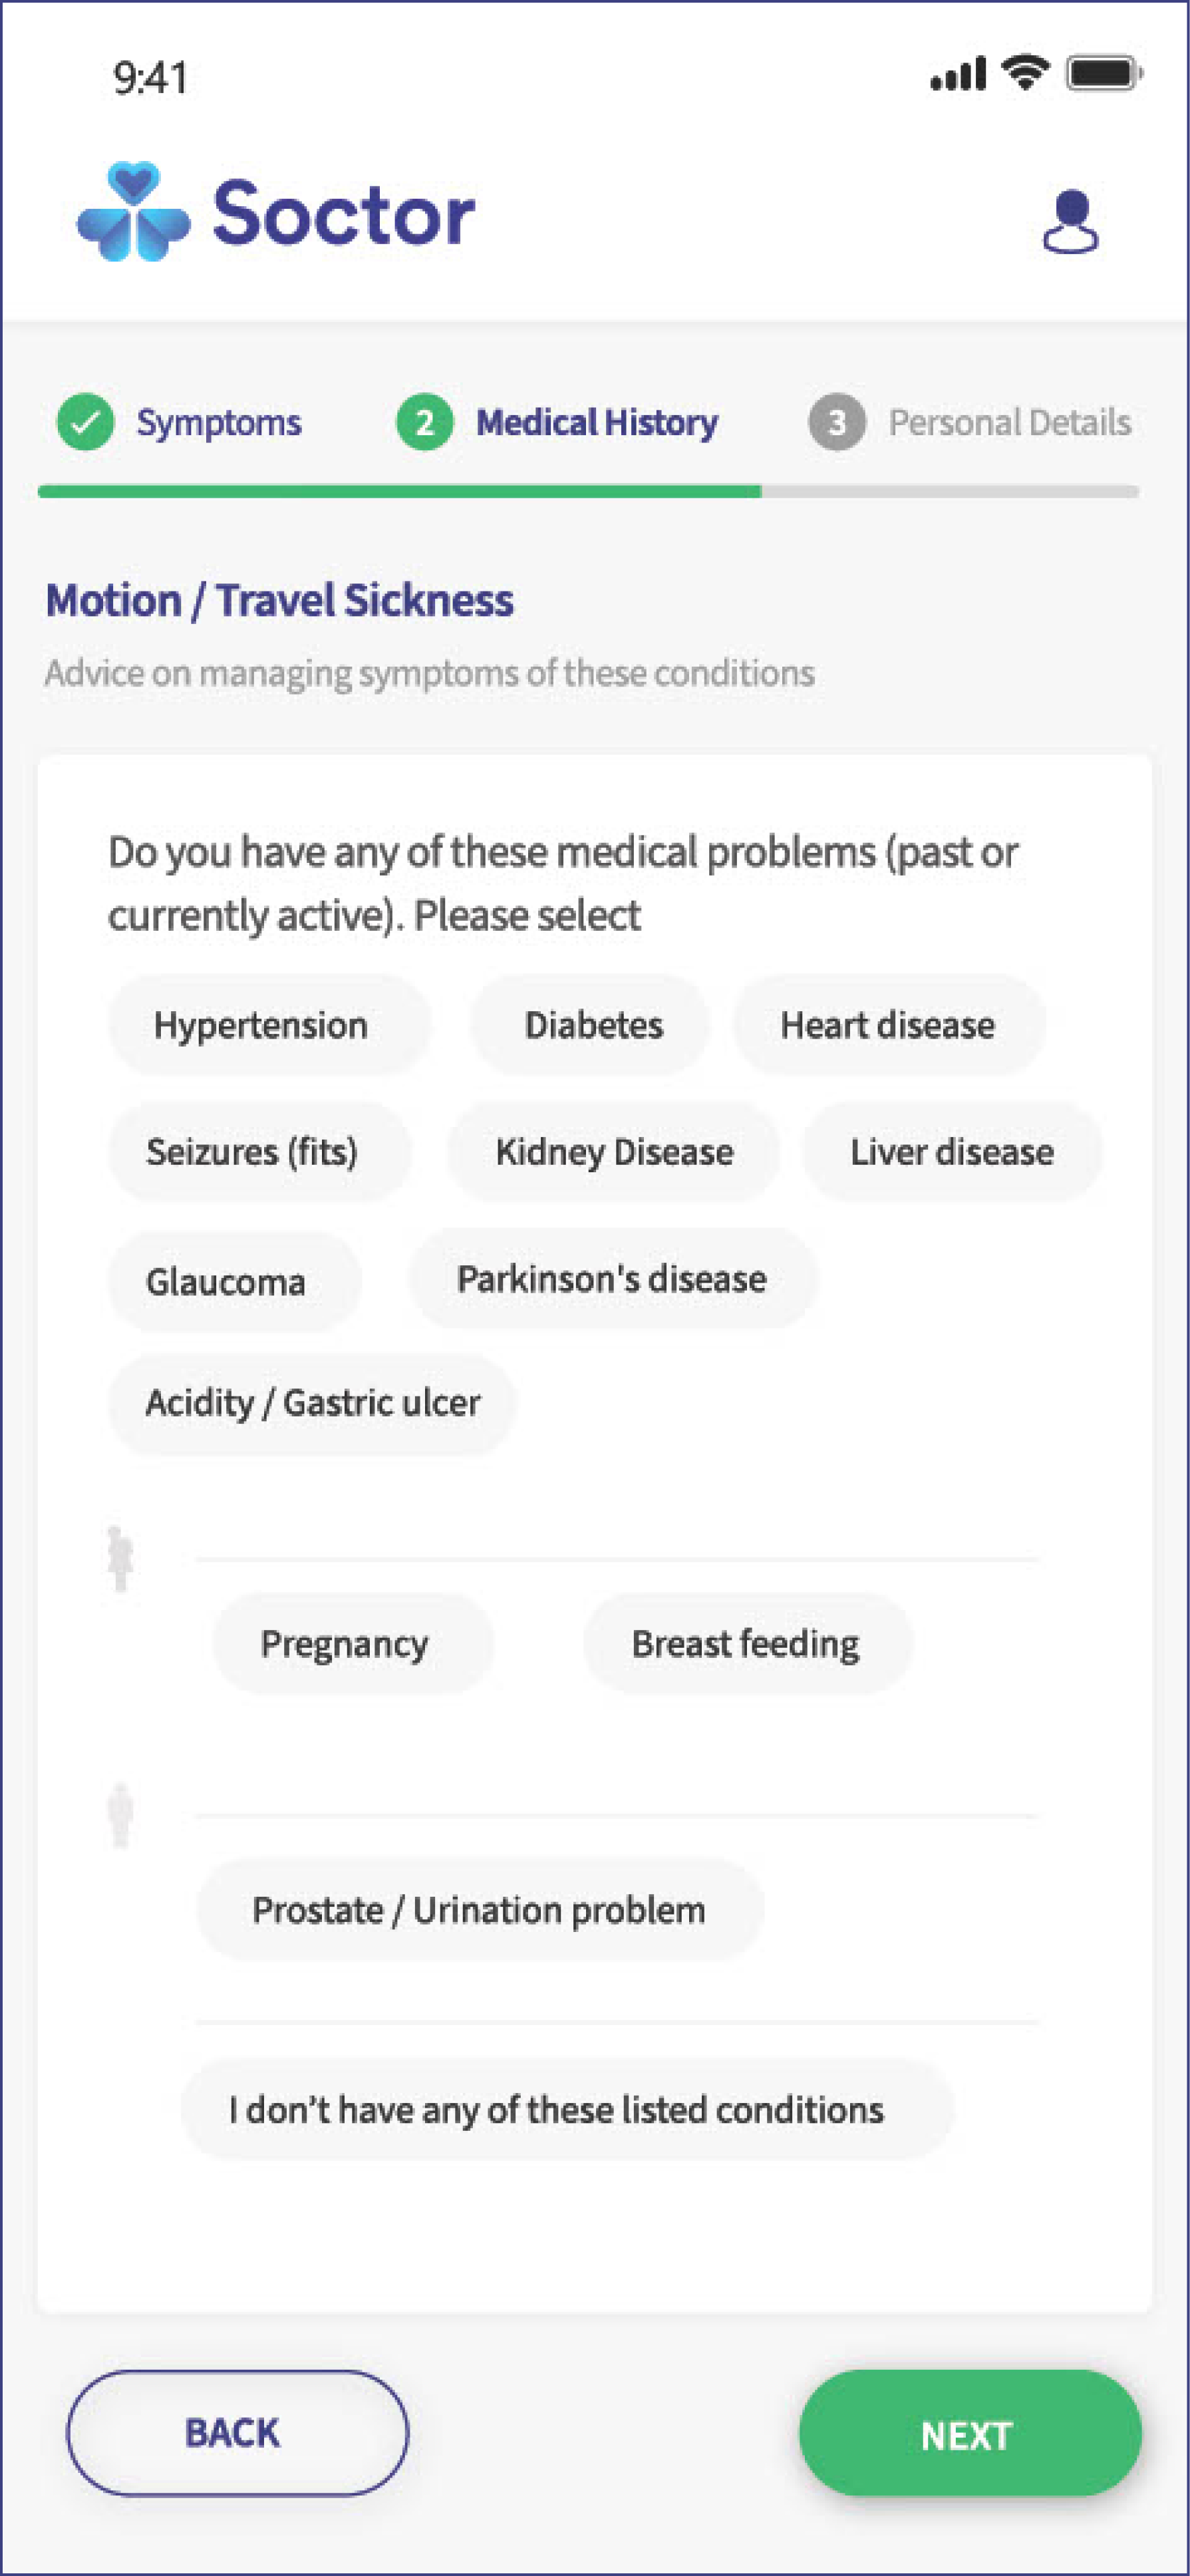 9:41
Soctor
Symptoms 2 Medical History 3 Personal Details
Motion / Travel Sickness
Advice on managing symptoms of these conditions
Do you have any of these medical problems (past or
currently active). Please select
Hypertension Diabetes Heart disease
Seizures (fits) Kidney Disease Liver disease
Glaucoma Parkinson's disease
Acidity / Gastric ulcer
Pregnancy Breast feeding
Prostate / Urination problem
I don’t have any of these listed conditions
BACK NEXT